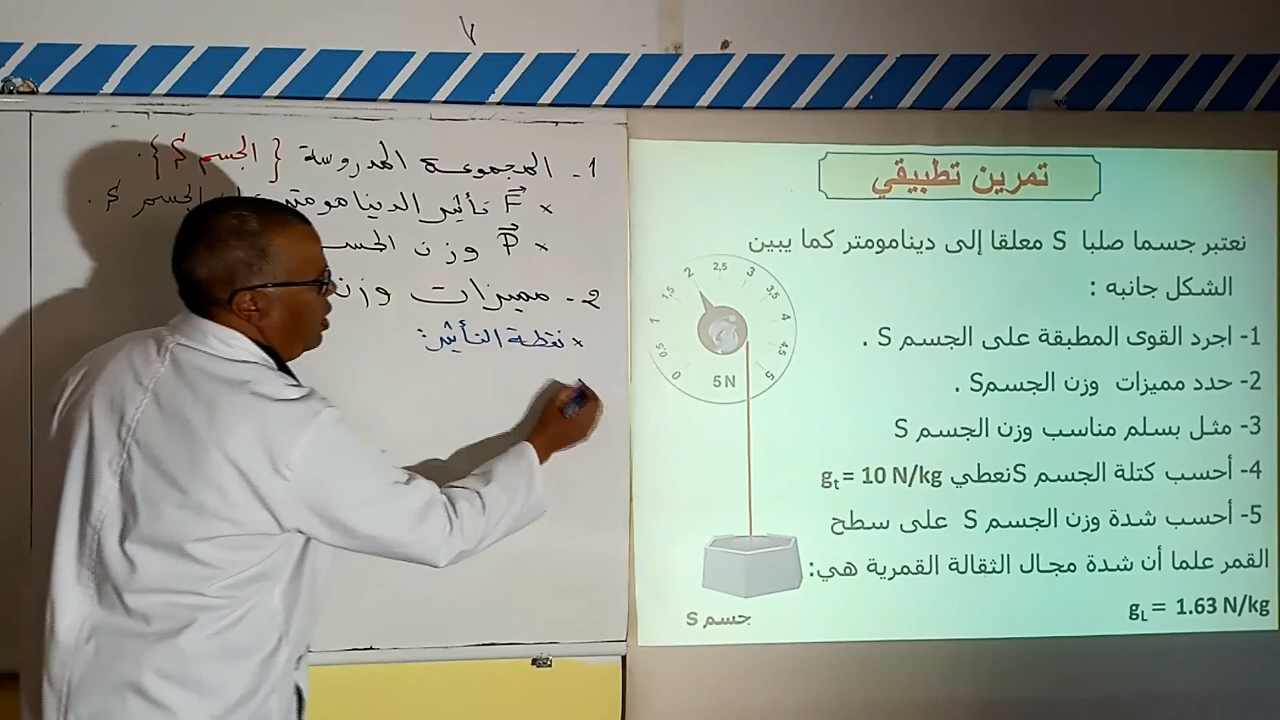 1- المجموعة المدروسة { الجسم S }.
× F تأثير الدينامومتر على الجسم S .
× P وزن الجسـ
2- مميزات وزن
× نقطة التأثير:
تمرين تطبيقي
نعتبر جسما صلبا S معلقا إلى دينامومتر كما يبين
الشكل جانبه :
1- اجرد القوى المطبقة على الجسم S .
2- حدد مميزات وزن الجسمS .
3- مثل بسلم مناسب وزن الجسم S
4- أحسب كتلة الجسم Sنعطي gt= 10 N/kg
5- أحسب شدة وزن الجسم S على سطح
القمر علما أن شدة مجال الثقالة القمرية هي:
gL = 1.63 N/kg
0 0,5 1 1,5 2 2,5 3 3,5 4 4,5 5
5 N
جسم S